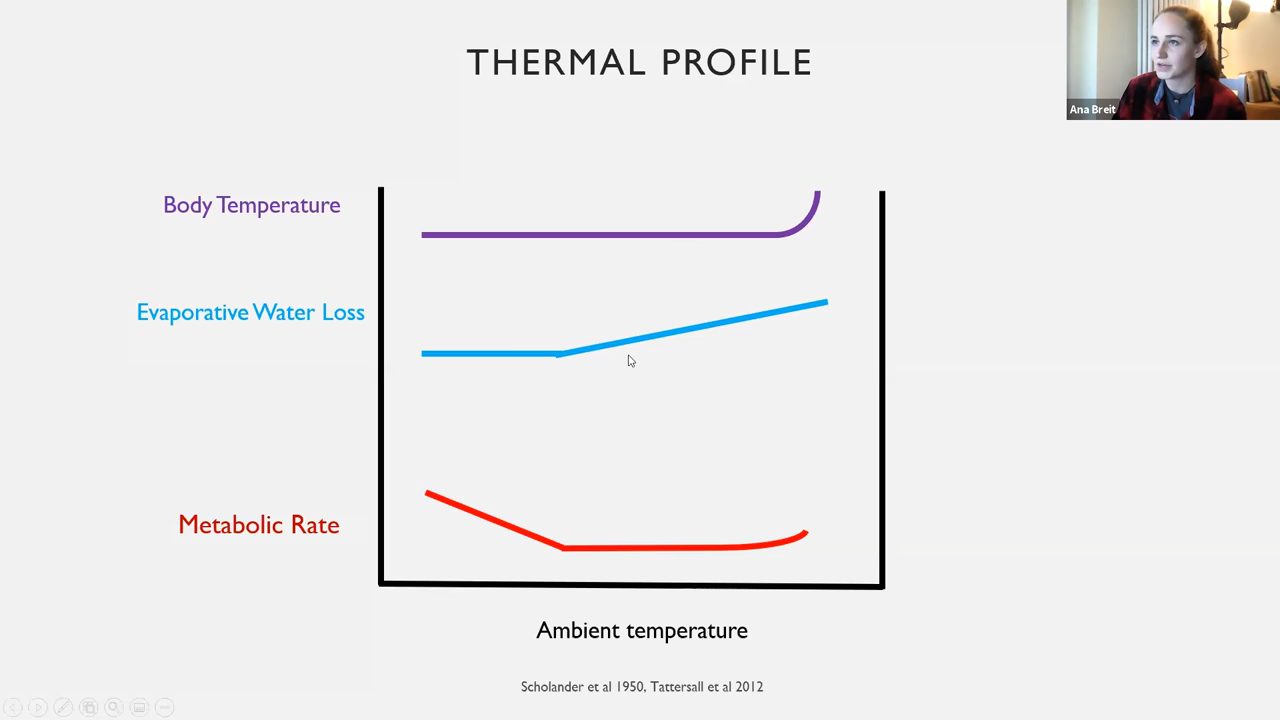 THERMAL PROFILE
Ana Breit
Body Temperature
Evaporative Water Loss
Metabolic Rate
Ambient temperature
Scholander et al 1950, Tattersall et al 2012